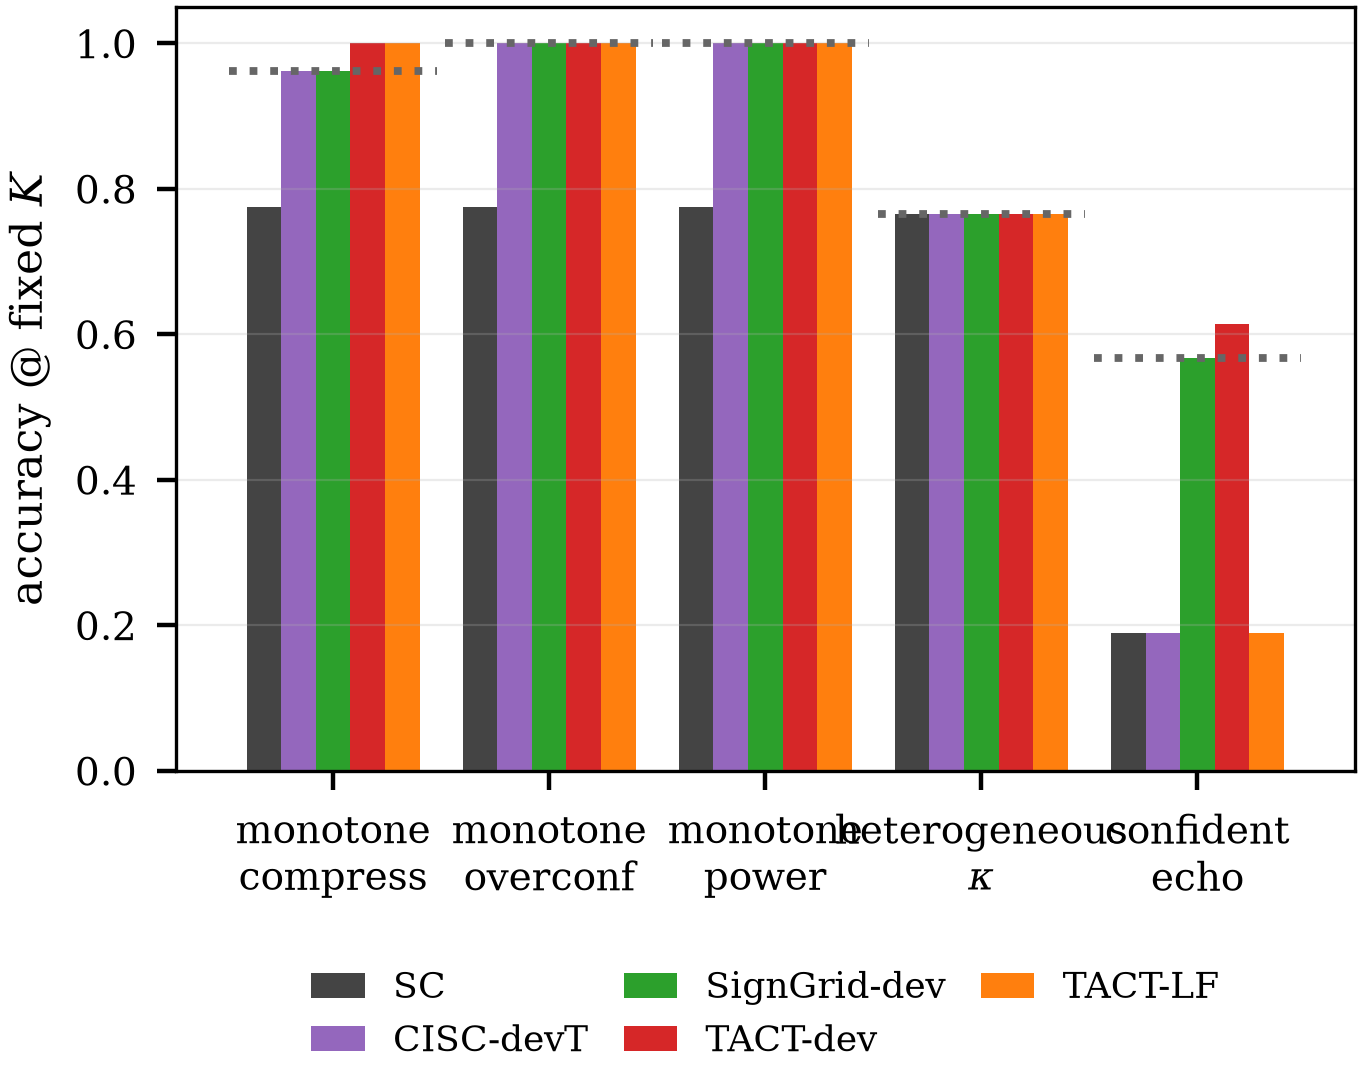 accuracy @ fixed K
1.0
0.8
0.6
0.4
0.2
0.0
monotone
compress
monotone
overconf
monotone
power
heterogeneous
κ
confident
echo
SC
CISC-devT
SignGrid-dev
TACT-dev
TACT-LF